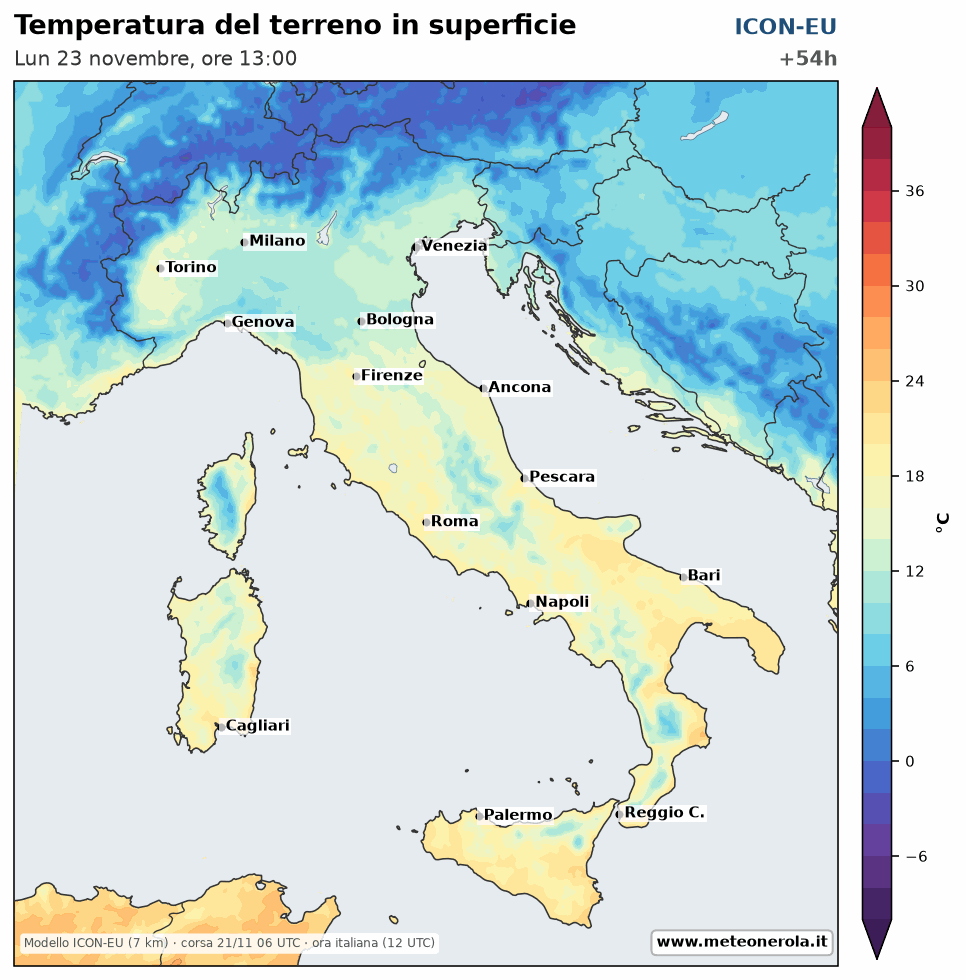 Temperatura del terreno in superficie
ICON-EU
Lun 23 novembre, ore 13:00
+54h
Milano
Venezia
Torino
Genova
Bologna
Firenze
Ancona
Pescara
Roma
Bari
Napoli
Cagliari
Palermo
Reggio C.
36
30
24
18
12
6
0
−6
°C
Modello ICON-EU (7 km) · corsa 21/11 06 UTC · ora italiana (12 UTC)
www.meteonerola.it